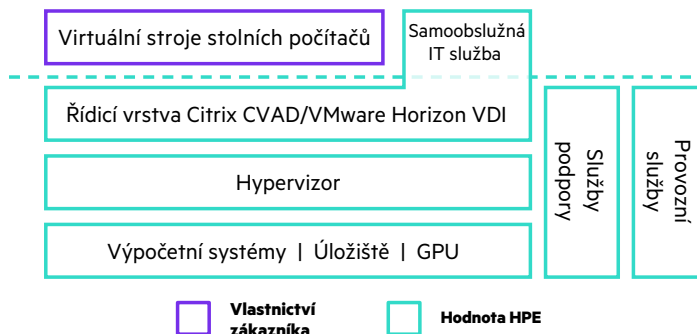 Virtuální stroje stolních počítačů
Samoobslužná
IT služba
Řídicí vrstva Citrix CVAD/VMware Horizon VDI
Hypervizor
Výpočetní systémy | Úložiště | GPU
Služby
podpory
Provozní
služby
Vlastnictví
zákazníka
Hodnota HPE